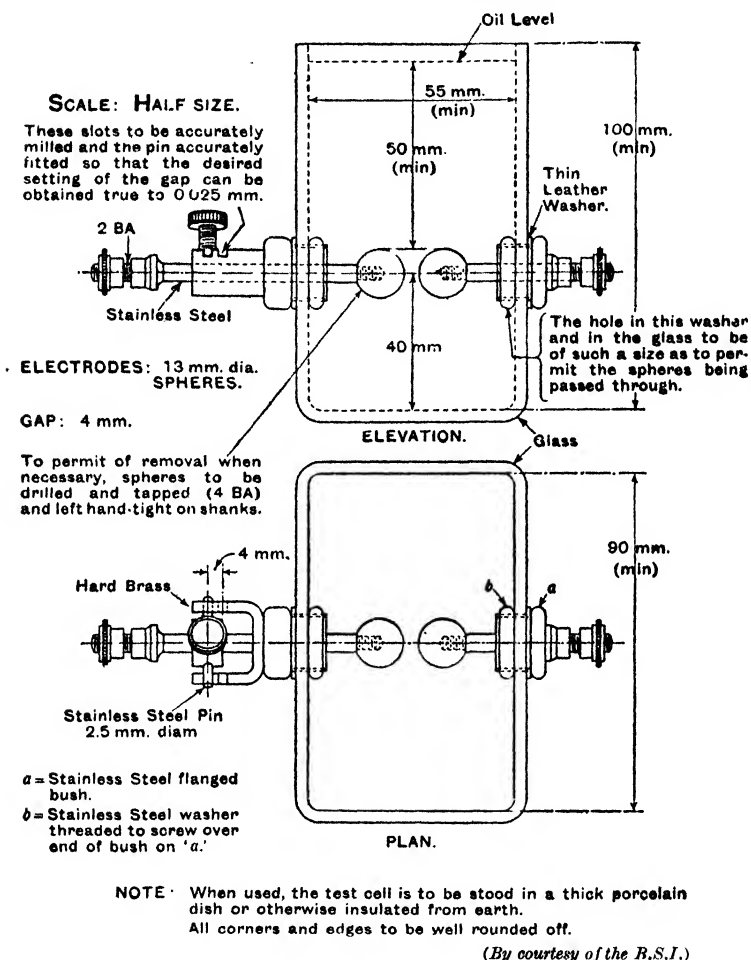 Oil Level
SCALE: HALF SIZE.
These slots to be accurately
milled and the pin accurately
fitted so that the desired
setting of the gap can be
obtained true to 0.025 mm.
55 mm.
(min)
50 mm.
(min)
100 mm.
(min)
Thin
Leather
Washer.
2 BA
Stainless Steel
40 mm
The hole in this washer
and in the glass to be
of such a size as to per-
mit the spheres being
passed through.
ELECTRODES: 13 mm. dia.
SPHERES.
GAP: 4 mm.
ELEVATION.
Glass
To permit of removal when
necessary, spheres to be
drilled and tapped (4 BA)
and left hand-tight on shanks.
4 mm.
90 mm.
(min)
Hard Brass
b
a
Stainless Steel Pin
2.5 mm. diam
a = Stainless Steel flanged
bush.
b = Stainless Steel washer
threaded to screw over
end of bush on 'a.'
PLAN.
NOTE · When used, the test cell is to be stood in a thick porcelain
dish or otherwise insulated from earth.
All corners and edges to be well rounded off.
(By courtesy of the B.S.I.)